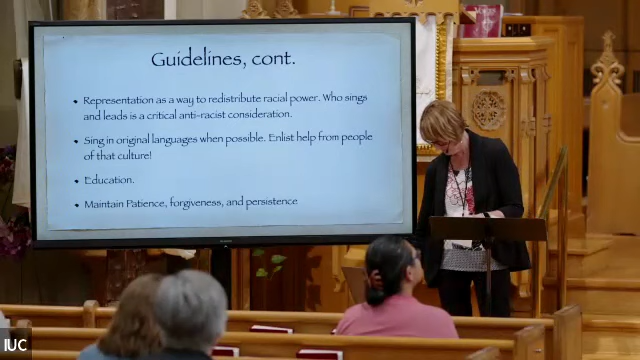 Guidelines, cont.
Representation as a way to redistribute racial power. Who sings
and leads is a critical anti-racist consideration.
Sing in original languages when possible. Enlist help from people
of that culture!
Education.
Maintain Patience, forgiveness, and persistence
IUC